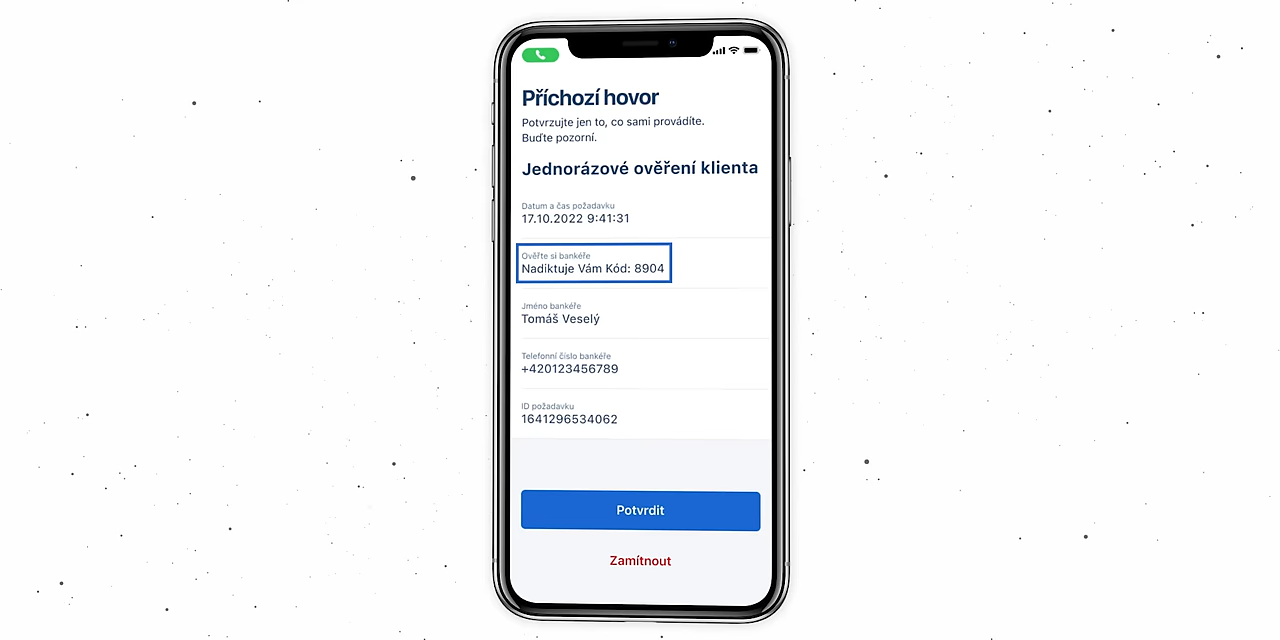 Příchozí hovor
Potvrzujte jen to, co sami provádíte.
Buďte pozorní.
Jednorázové ověření klienta
Datum a čas požadavku
17.10.2022 9:41:31
Ověřte si bankéře
Nadiktuje Vám Kód: 8904
Jméno bankéře
Tomáš Veselý
Telefonní číslo bankéře
+420123456789
ID požadavku
1641296534062
Potvrdit
Zamítnout